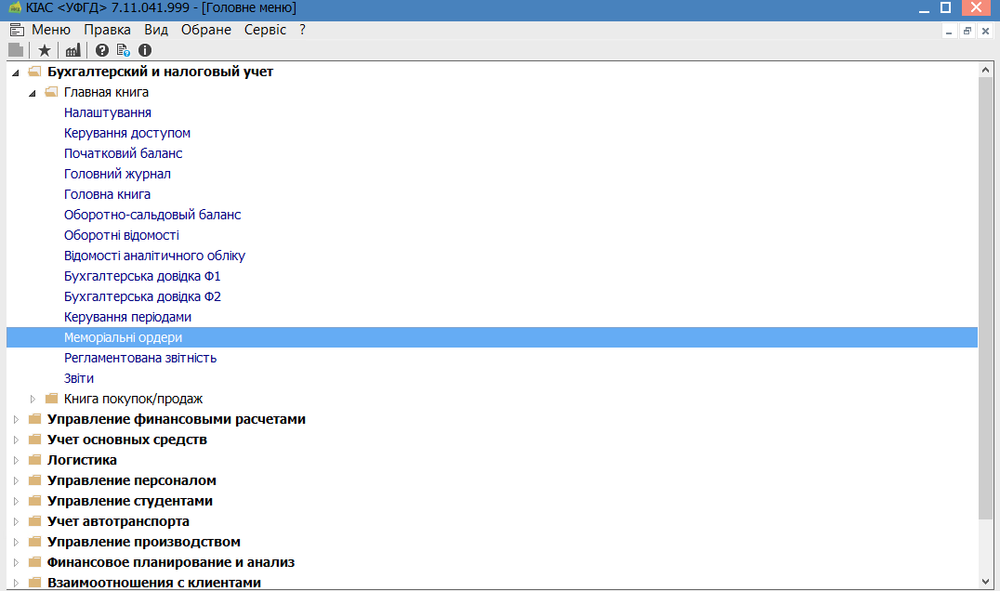 КІАС <УФГД> 7.11.041.999 - [Головне меню]
Меню Правка Вид Обране Сервіс ?
Бухгалтерский и налоговый учет
Главная книга
Налаштування
Керування доступом
Початковий баланс
Головний журнал
Головна книга
Оборотно-сальдовый баланс
Оборотні відомості
Відомості аналітичного обліку
Бухгалтерська довідка Ф1
Бухгалтерська довідка Ф2
Керування періодами
Меморіальні ордери
Регламентована звітність
Звіти
Книга покупок/продаж
Управление финансовыми расчетами
Учет основных средств
Логистика
Управление персоналом
Управление студентами
Учет автотранспорта
Управление производством
Финансовое планирование и анализ
Взаимоотношения с клиентами